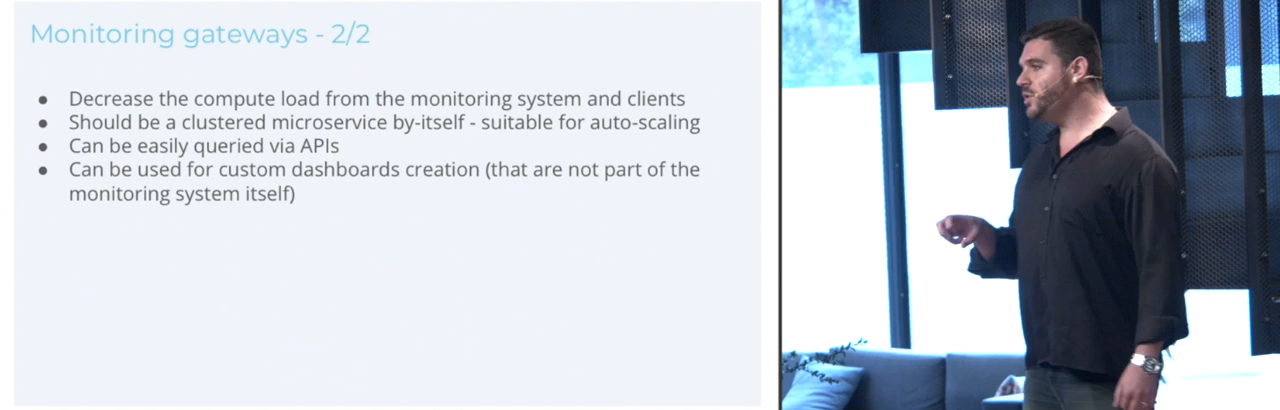 Monitoring gateways - 2/2
● Decrease the compute load from the monitoring system and clients
● Should be a clustered microservice by-itself - suitable for auto-scaling
● Can be easily queried via APIs
● Can be used for custom dashboards creation (that are not part of the
monitoring system itself)